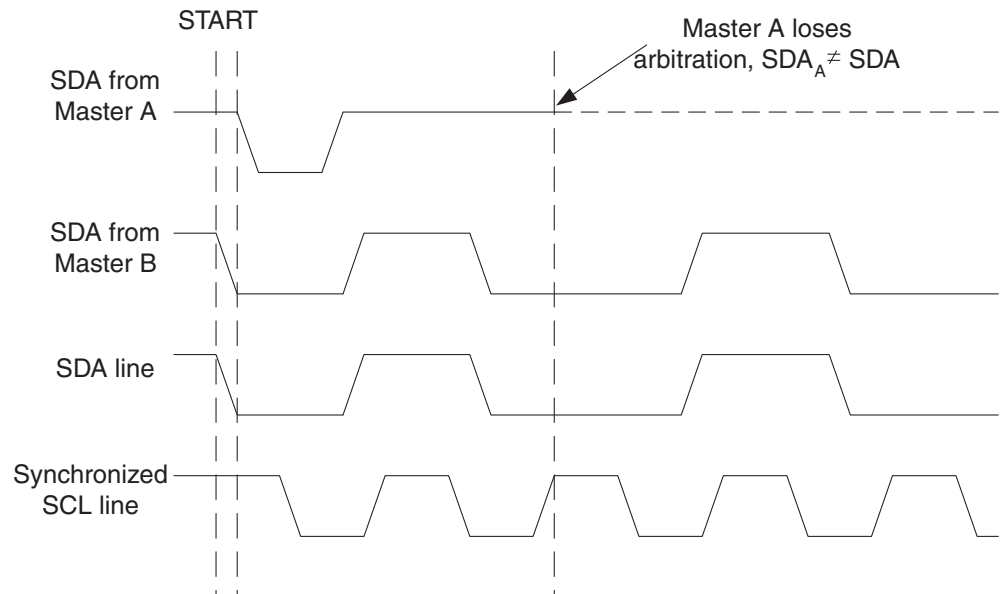 START
Master A loses
arbitration, SDA_A ≠ SDA
SDA from
Master A
SDA from
Master B
SDA line
Synchronized
SCL line